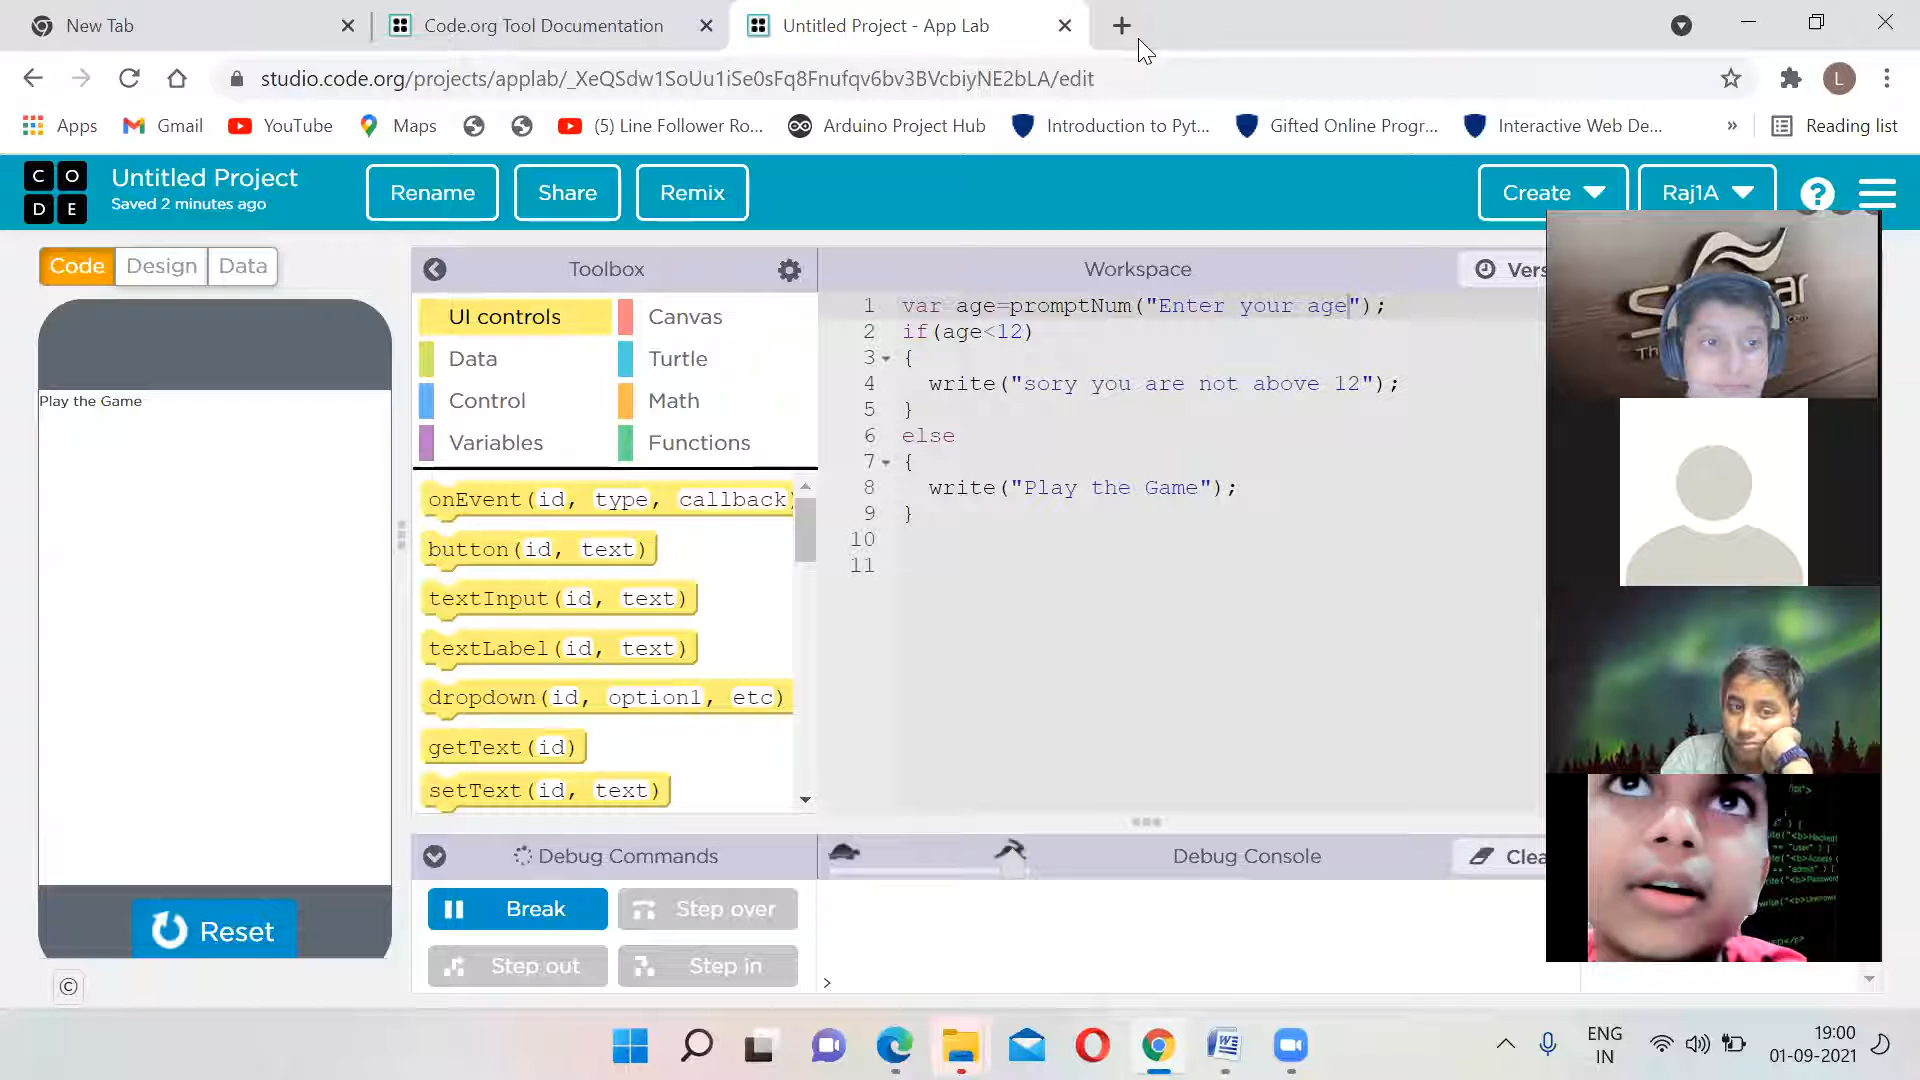 New Tab
Code.org Tool Documentation
Untitled Project - App Lab
studio.code.org/projects/applab/_XeQSdw1SoUu1iSe0sFq8Fnufqv6bv3BVcbiyNE2bLA/edit
L
Apps
Gmail
YouTube
Maps
(5) Line Follower Ro...
Arduino Project Hub
Introduction to Pyt...
Gifted Online Progr...
Interactive Web De...
»
Reading list
C O
D E
Untitled Project
Saved 2 minutes ago
Rename
Share
Remix
Create
Raj1A
?
Code
Design
Data
Toolbox
Workspace
Vers
Play the Game
UI controls
Canvas
Data
Turtle
Control
Math
Variables
Functions
onEvent(id, type, callback)
button(id, text)
textInput(id, text)
textLabel(id, text)
dropdown(id, option1, etc)
getText(id)
setText(id, text)
1 var age=promptNum("Enter your age");
2 if(age<12)
3 {
4 write("sory you are not above 12");
5 }
6 else
7 {
8 write("Play the Game");
9 }
10
11
Debug Commands
Debug Console
Clea
Break
Step over
Step out
Step in
>
Reset
©
ENG
IN
19:00
01-09-2021